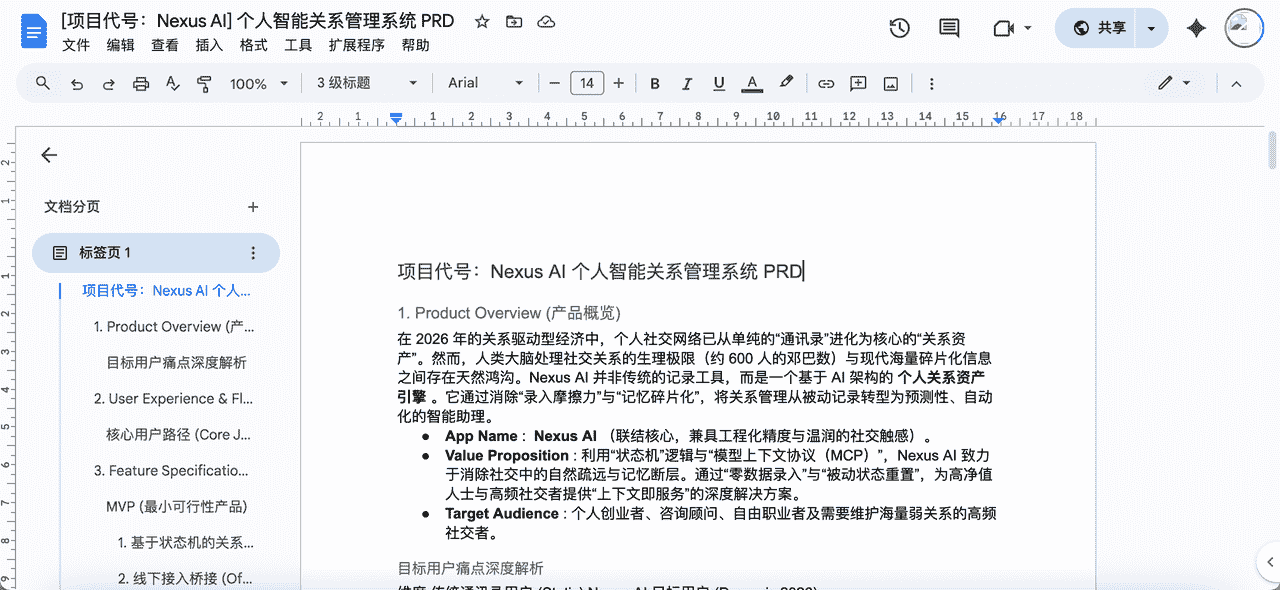 [项目代号：Nexus AI] 个人智能关系管理系统 PRD
文件 编辑 查看 插入 格式 工具 扩展程序 帮助
共享
100% 3 级标题 Arial 14 B I U A
2 1 1 2 3 4 5 6 7 8 9 10 11 12 13 14 15 16 17 18
文档分页
标签页 1
项目代号：Nexus AI 个人...
1. Product Overview (产...
目标用户痛点深度解析
2. User Experience & Fl...
核心用户路径 (Core J...
3. Feature Specificatio...
MVP (最小可行性产品)
1. 基于状态机的关系...
2. 线下接入桥接 (Of...
项目代号：Nexus AI 个人智能关系管理系统 PRD
1. Product Overview (产品概览)
在 2026 年的关系驱动型经济中，个人社交网络已从单纯的“通讯录”进化为核心的“关系资
产”。然而，人类大脑处理社交关系的生理极限（约 600 人的邓巴数）与现代海量碎片化信息
之间存在天然鸿沟。Nexus AI 并非传统的记录工具，而是一个基于 AI 架构的 个人关系资产
引擎 。它通过消除“录入摩擦力”与“记忆碎片化”，将关系管理从被动记录转型为预测性、自动
化的智能助理。
● App Name : Nexus AI （联结核心，兼具工程化精度与温润的社交触感）。
● Value Proposition : 利用“状态机”逻辑与“模型上下文协议（MCP）”，Nexus AI 致力
于消除社交中的自然疏远与记忆断层。通过“零数据录入”与“被动状态重置”，为高净值
人士与高频社交者提供“上下文即服务”的深度解决方案。
● Target Audience : 个人创业者、咨询顾问、自由职业者及需要维护海量弱关系的高频
社交者。
目标用户痛点深度解析